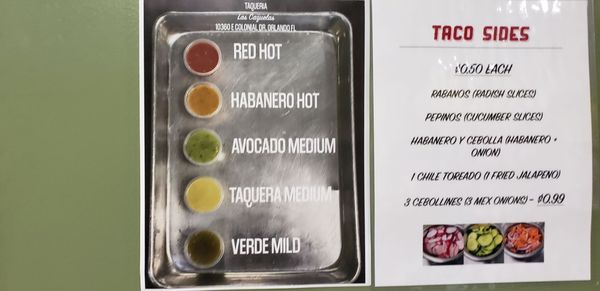 TAQUERIA
Las Cazuelas
10360 E COLONIAL DR. ORLANDO, FL
RED HOT
HABANERO HOT
AVOCADO MEDIUM
TAQUERA MEDIUM
VERDE MILD
TACO SIDES
$0.50 EACH
RABANOS (RADISH SLICES)
PEPINOS (CUCUMBER SLICES)
HABANERO Y CEBOLLA (HABANERO +
ONION)
1 CHILE TOREADO (1 FRIED JALAPENO)
3 CEBOLLINES (3 MEX ONIONS) - $0.99